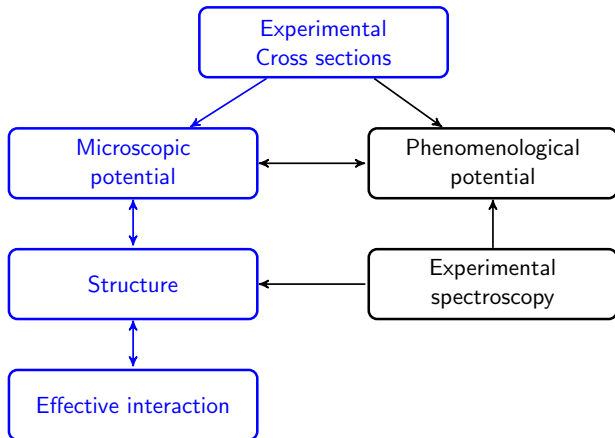 Experimental
Cross sections
Microscopic
potential
Phenomenological
potential
Structure
Experimental
spectroscopy
Effective interaction